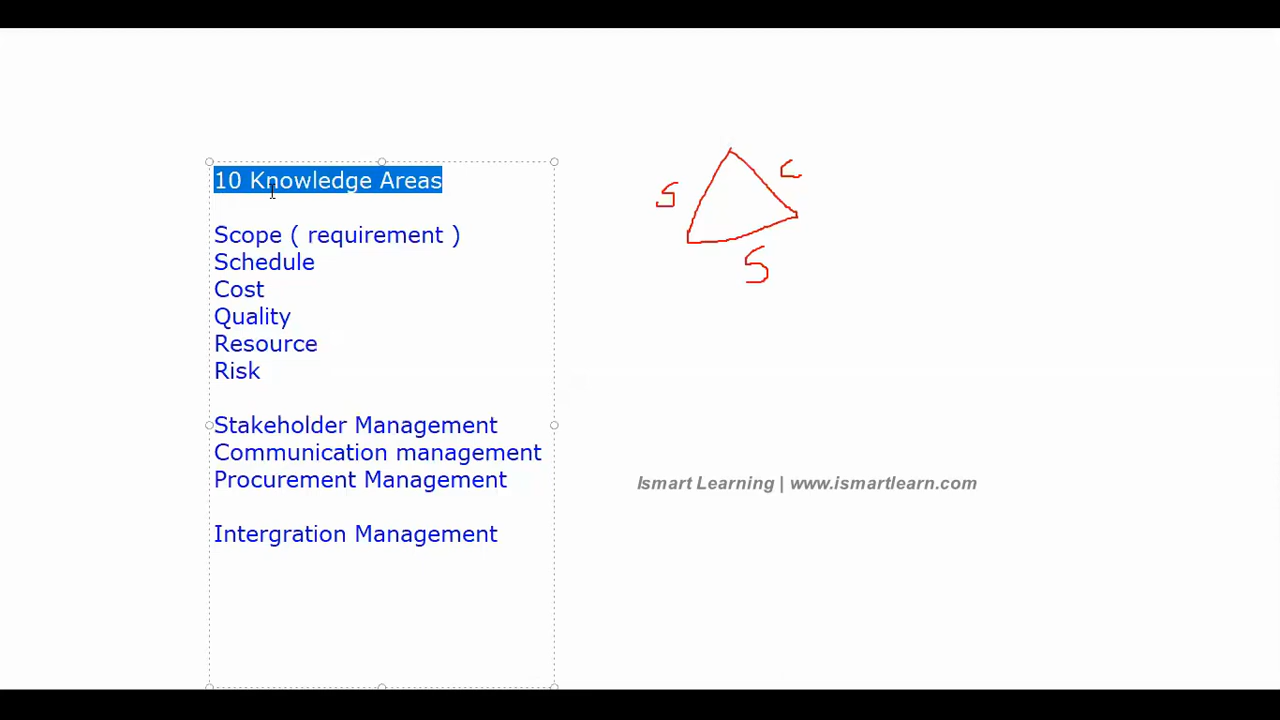 10 Knowledge Areas
Scope ( requirement )
Schedule
Cost
Quality
Resource
Risk
Stakeholder Management
Communication management
Procurement Management
Intergration Management
S
C
S
Ismart Learning | www.ismartlearn.com